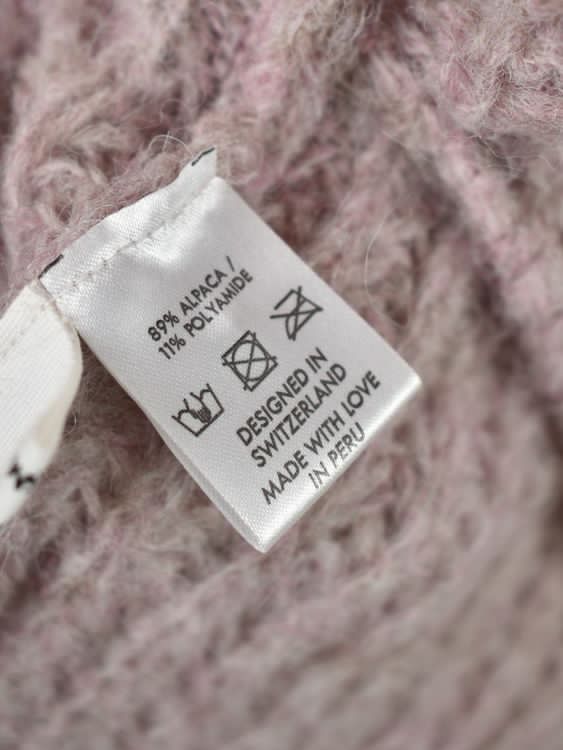 89% ALPACA /
11% POLYAMIDE
DESIGNED IN
SWITZERLAND
MADE WITH LOVE
IN PERU